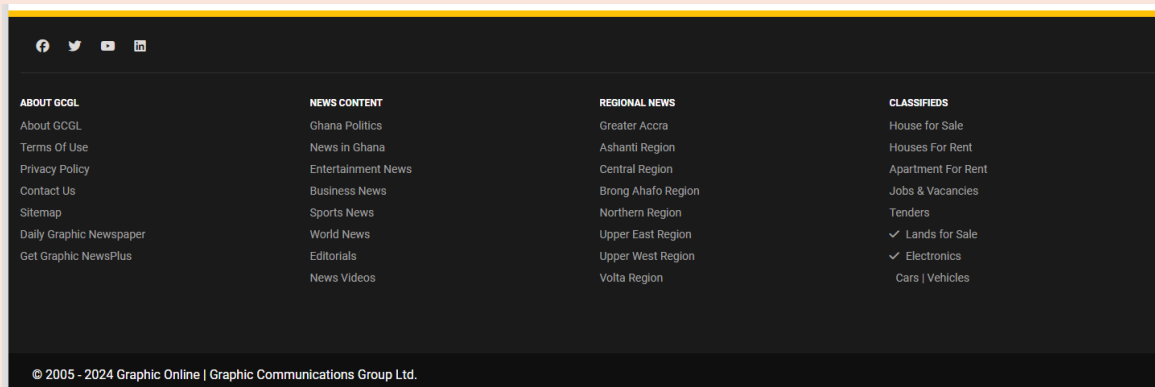 ABOUT GCGL
About GCGL
Terms Of Use
Privacy Policy
Contact Us
Sitemap
Daily Graphic Newspaper
Get Graphic NewsPlus
NEWS CONTENT
Ghana Politics
News in Ghana
Entertainment News
Business News
Sports News
World News
Editorials
News Videos
REGIONAL NEWS
Greater Accra
Ashanti Region
Central Region
Brong Ahafo Region
Northern Region
Upper East Region
Upper West Region
Volta Region
CLASSIFIEDS
House for Sale
Houses For Rent
Apartment For Rent
Jobs & Vacancies
Tenders
Lands for Sale
Electronics
Cars | Vehicles
© 2005 - 2024 Graphic Online | Graphic Communications Group Ltd.